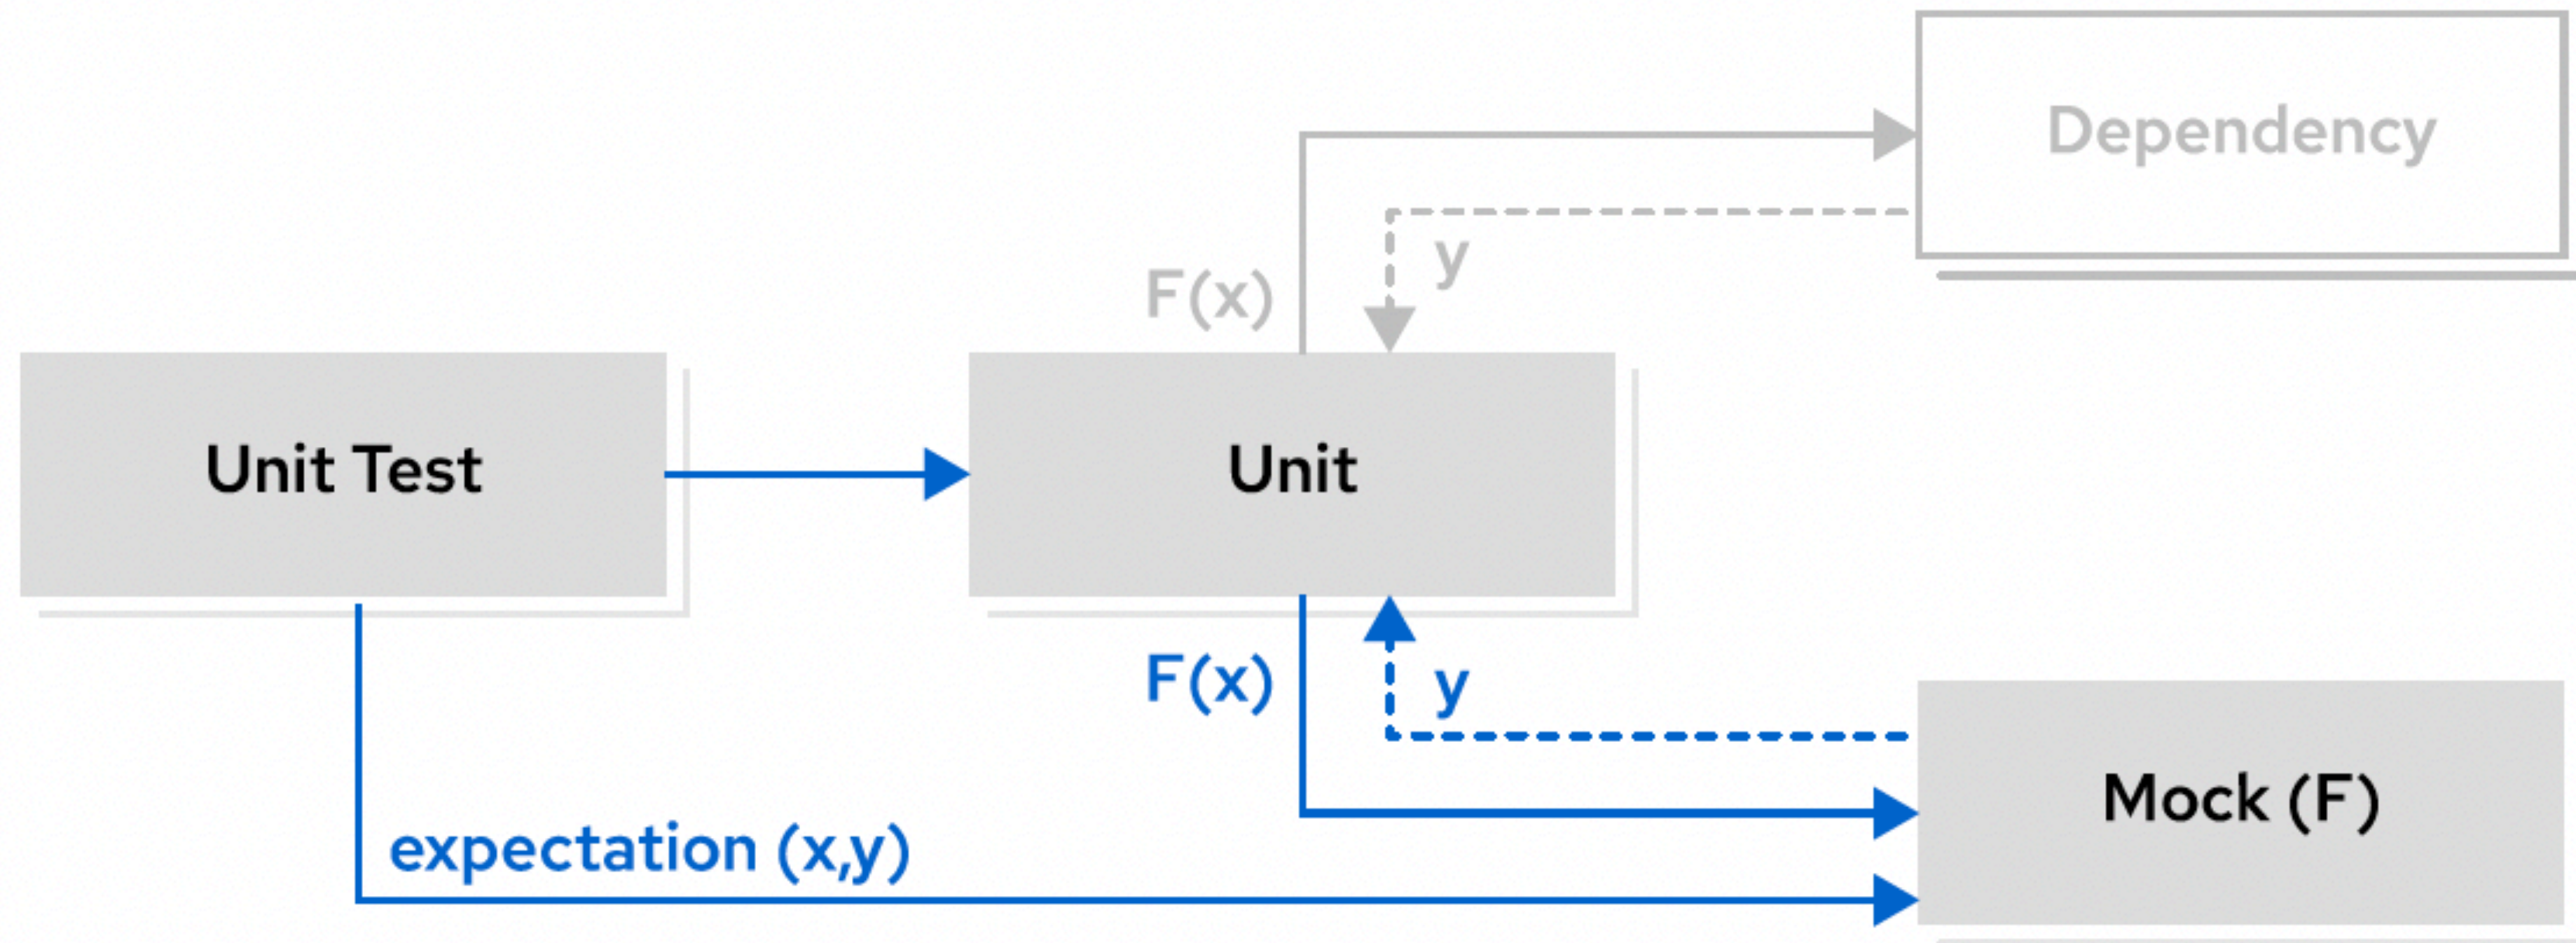 Dependency
y
F(x)
Unit Test
Unit
F(x)
y
Mock (F)
expectation (x,y)